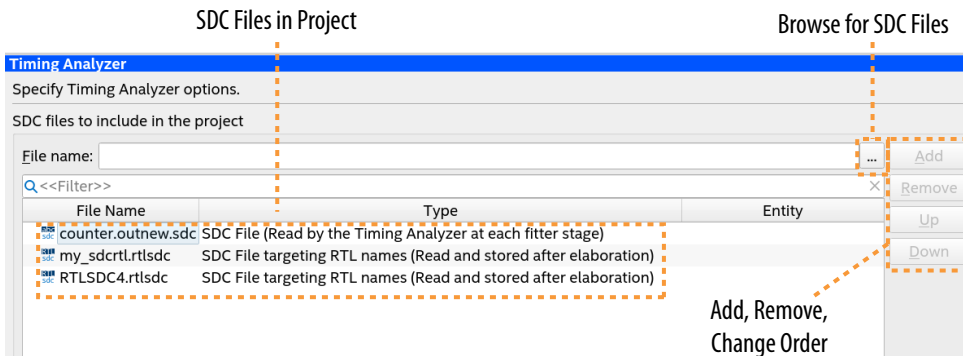 SDC Files in Project
Browse for SDC Files
Timing Analyzer
Specify Timing Analyzer options.
SDC files to include in the project
File name:
...
Add
<<Filter>>
Remove
File Name Type Entity
Up
counter.outnew.sdc SDC File (Read by the Timing Analyzer at each fitter stage)
my_sdcrtl.rtlsdc SDC File targeting RTL names (Read and stored after elaboration)
Down
RTLSDC4.rtlsdc SDC File targeting RTL names (Read and stored after elaboration)
Add, Remove,
Change Order